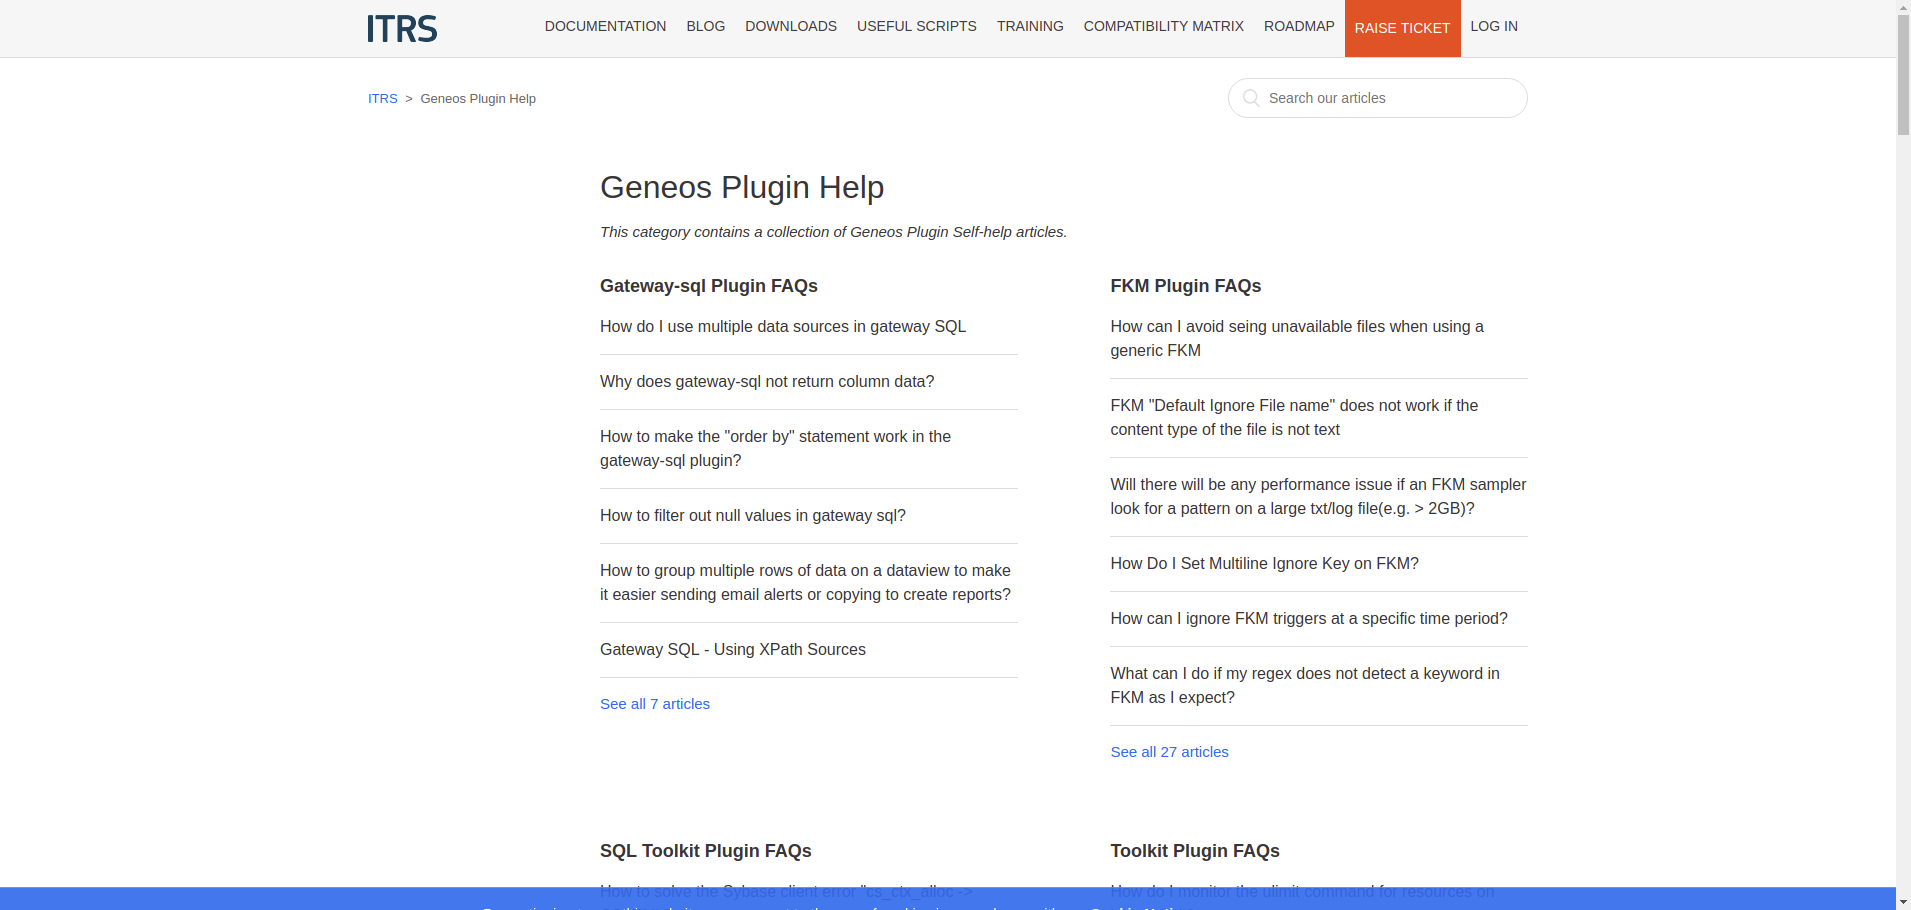 ITRS
DOCUMENTATION BLOG DOWNLOADS USEFUL SCRIPTS TRAINING COMPATIBILITY MATRIX ROADMAP RAISE TICKET LOG IN
ITRS > Geneos Plugin Help
Search our articles
Geneos Plugin Help
This category contains a collection of Geneos Plugin Self-help articles.
Gateway-sql Plugin FAQs
How do I use multiple data sources in gateway SQL
Why does gateway-sql not return column data?
How to make the "order by" statement work in the
gateway-sql plugin?
How to filter out null values in gateway sql?
How to group multiple rows of data on a dataview to make
it easier sending email alerts or copying to create reports?
Gateway SQL - Using XPath Sources
See all 7 articles
FKM Plugin FAQs
How can I avoid seing unavailable files when using a
generic FKM
FKM "Default Ignore File name" does not work if the
content type of the file is not text
Will there will be any performance issue if an FKM sampler
look for a pattern on a large txt/log file(e.g. > 2GB)?
How Do I Set Multiline Ignore Key on FKM?
How can I ignore FKM triggers at a specific time period?
What can I do if my regex does not detect a keyword in
FKM as I expect?
See all 27 articles
SQL Toolkit Plugin FAQs
How to solve the Sybase client error "cs_ctx_alloc ->
Toolkit Plugin FAQs
How do I monitor the ulimit command for resources on